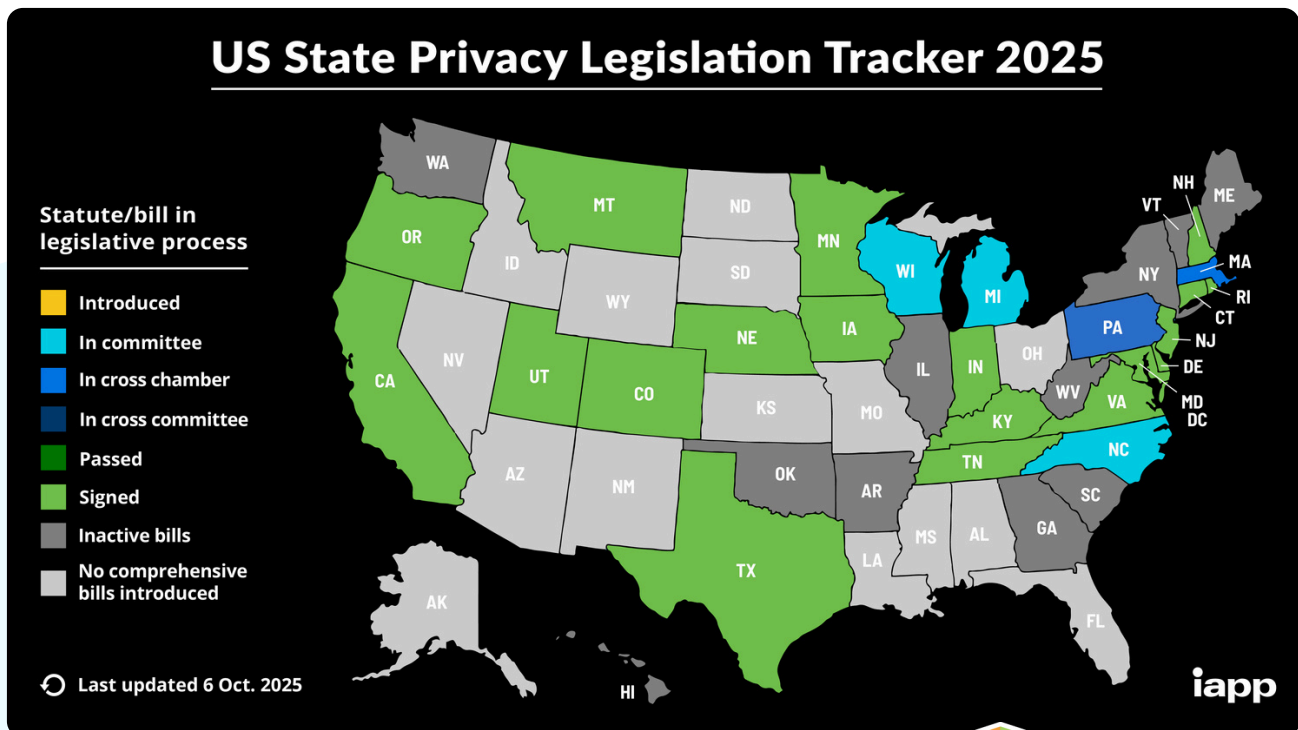 US State Privacy Legislation Tracker 2025
Statute/bill in
legislative process
Introduced
In committee
In cross chamber
In cross committee
Passed
Signed
Inactive bills
No comprehensive
bills introduced
Last updated 6 Oct. 2025
WA
OR
CA
NV
ID
MT
WY
UT
CO
AZ
NM
ND
SD
NE
KS
OK
TX
MN
IA
MO
AR
LA
WI
IL
MI
IN
OH
KY
TN
MS
AL
GA
FL
SC
NC
VA
WV
PA
NY
VT
NH
ME
MA
RI
CT
NJ
DE
MD
DC
AK
HI
iapp